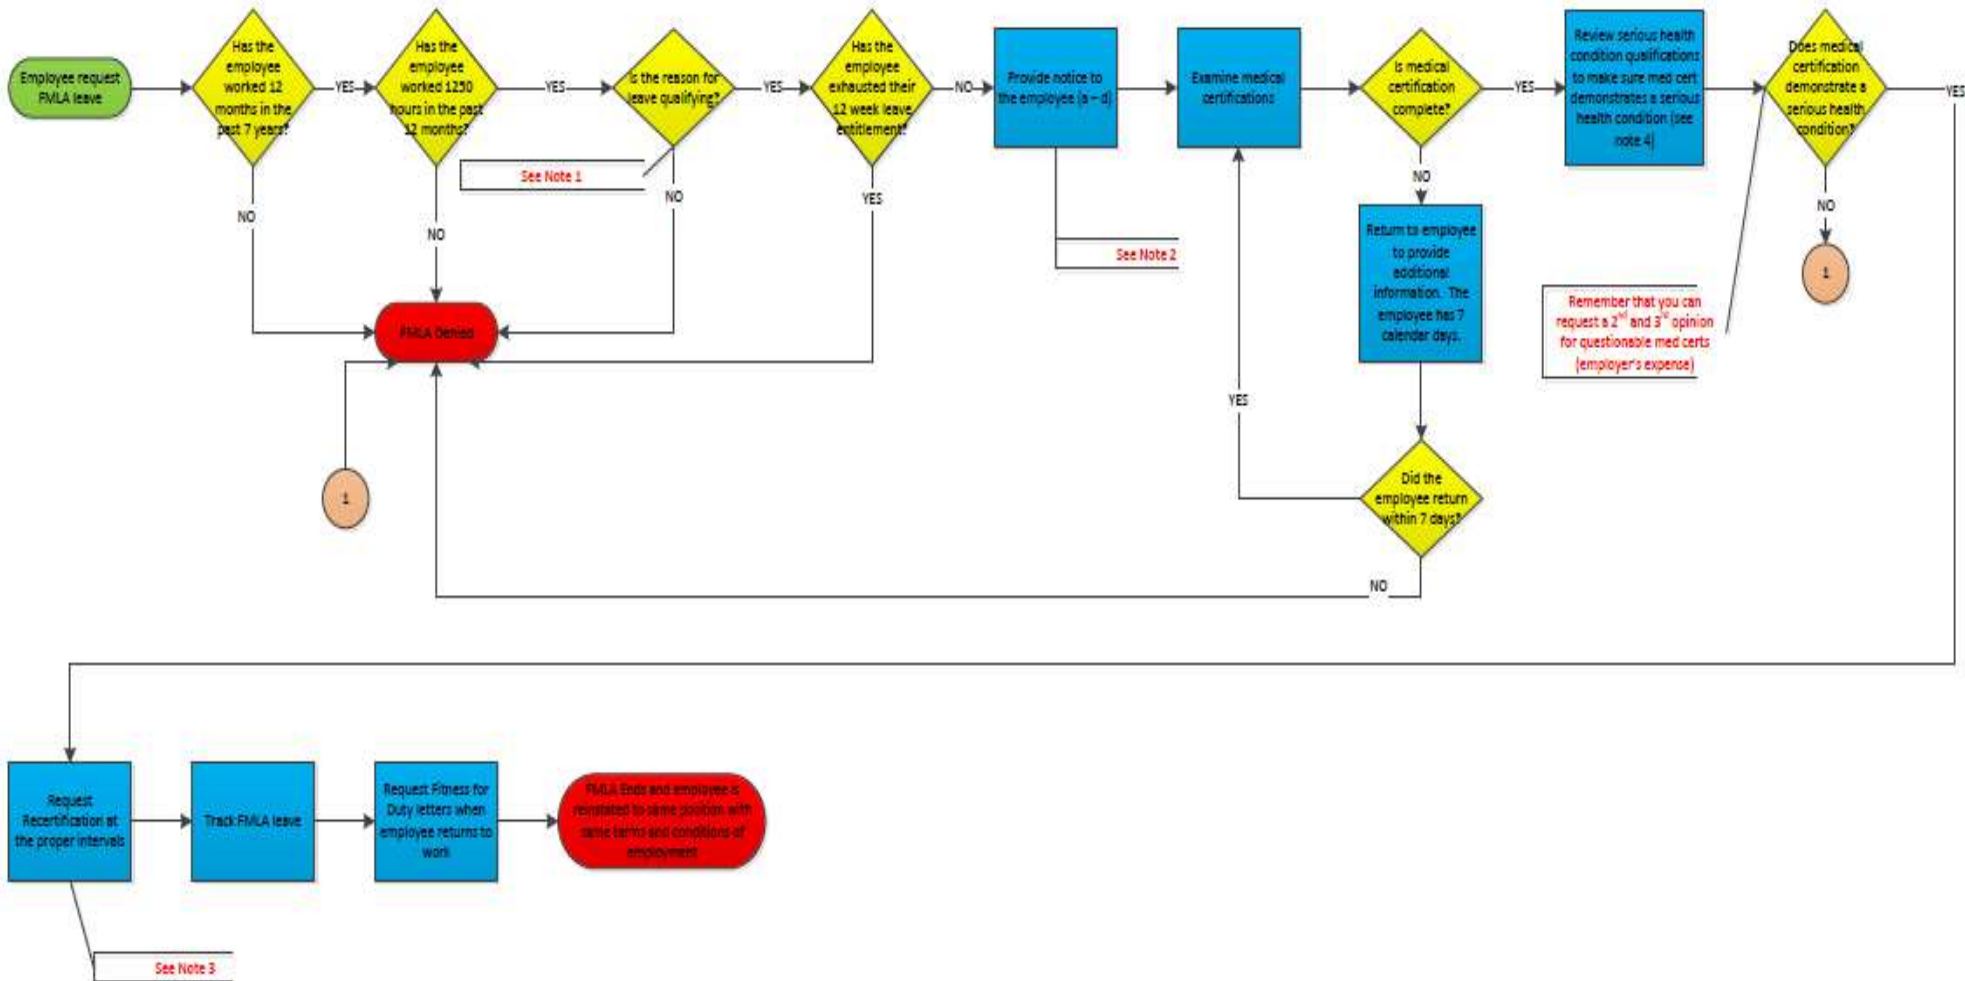 Employee request
FMLA leave
Has the
employee
worked 12
months in the
past 7 years?
YES
NO
Has the
employee
worked 1250
hours in the past
12 months?
YES
NO
Is the reason for
leave qualifying?
YES
NO
See Note 1
Has the
employee
exhausted their
12 week leave
entitlement?
NO
YES
FMLA Denied
1
Provide notice to
the employee (a – d)
See Note 2
Examine medical
certifications
Is medical
certification
complete?
YES
NO
Return to employee
to provide
additional
information. The
employee has 7
calendar days.
Did the
employee return
within 7 days?
YES
NO
Review serious health
condition qualifications
to make sure med cert
demonstrates a serious
health condition (see
note 4)
Does medical
certification
demonstrate a
serious health
condition?
YES
NO
1
Remember that you can
request a 2nd and 3rd opinion
for questionable med certs
(employer's expense)
Request
Recertification at
the proper intervals
See Note 3
Track FMLA leave
Request Fitness for
Duty letters when
employee returns to
work
FMLA Ends and employee is
reinstated to same position with
same terms and conditions of
employment